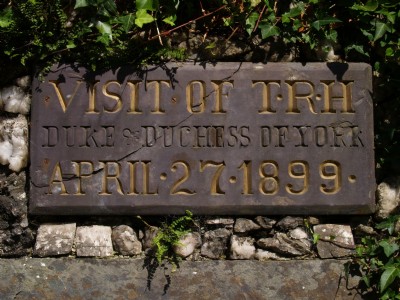 ·VISIT·OF T·R·H·
DUKE & DUCHESS OF YORK
APRIL·27·1899·